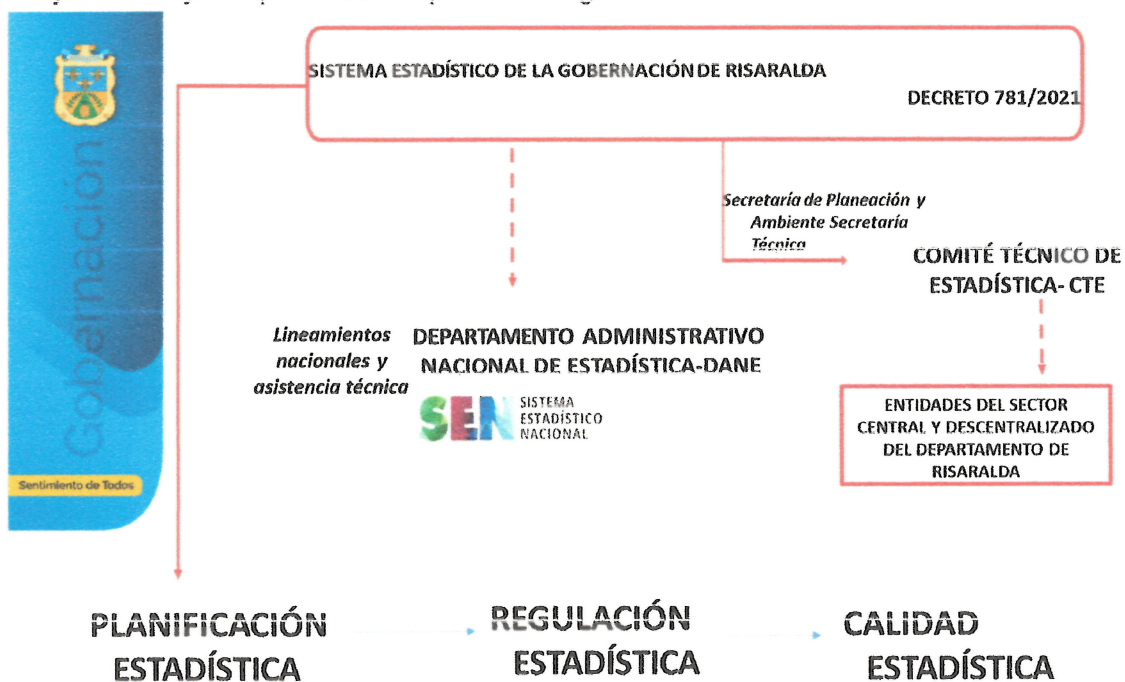 SISTEMA ESTADÍSTICO DE LA GOBERNACIÓN DE RISARALDA
DECRETO 781/2021
Gobernación
Sentimiento de Todos
Secretaría de Planeación y
Ambiente Secretaría
Técnica
COMITÉ TÉCNICO DE
ESTADÍSTICA- CTE
Lineamientos
nacionales y
asistencia técnica
DEPARTAMENTO ADMINISTRATIVO
NACIONAL DE ESTADÍSTICA-DANE
SEN
SISTEMA
ESTADÍSTICO
NACIONAL
ENTIDADES DEL SECTOR
CENTRAL Y DESCENTRALIZADO
DEL DEPARTAMENTO DE
RISARALDA
PLANIFICACIÓN
ESTADÍSTICA
REGULACIÓN
ESTADÍSTICA
CALIDAD
ESTADÍSTICA